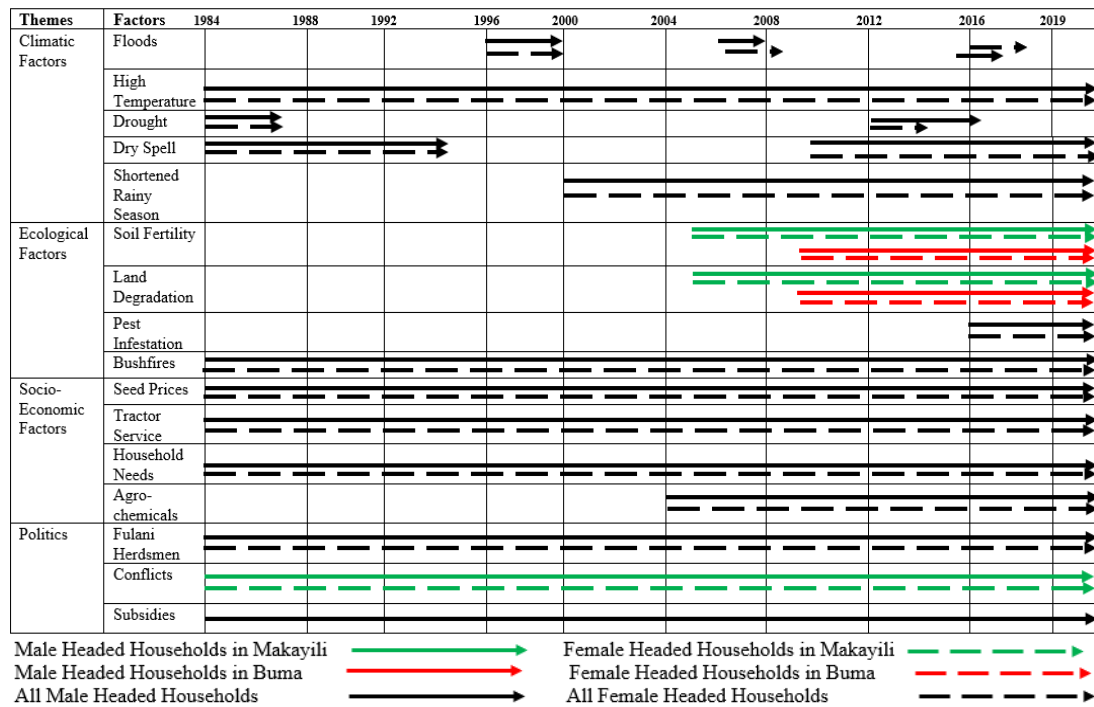 Themes Factors 1984 1988 1992 1996 2000 2004 2008 2012 2016 2019
Climatic
Factors
Floods
High
Temperature
Drought
Dry Spell
Shortened
Rainy
Season
Ecological
Factors
Soil Fertility
Land
Degradation
Pest
Infestation
Bushfires
Socio-
Economic
Factors
Seed Prices
Tractor
Service
Household
Needs
Agro-
chemicals
Politics
Fulani
Herdsmen
Conflicts
Subsidies
Male Headed Households in Makayili
Female Headed Households in Makayili
Male Headed Households in Buma
Female Headed Households in Buma
All Male Headed Households
All Female Headed Households